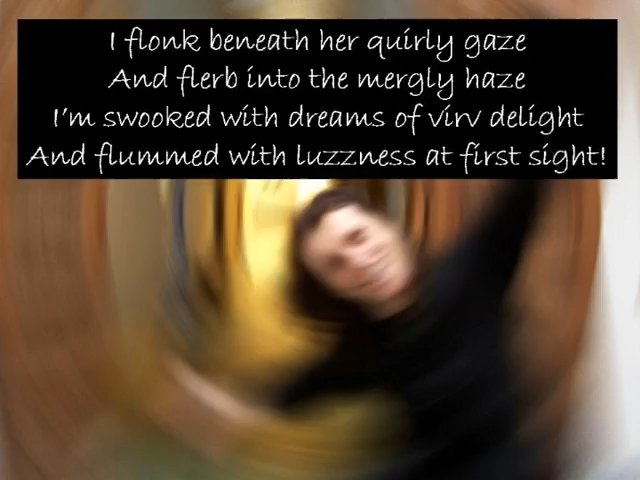 I flonk beneath her quirly gaze
And flerb into the mergly haze
I'm swooked with dreams of virv delight
And flummed with luzzness at first sight!